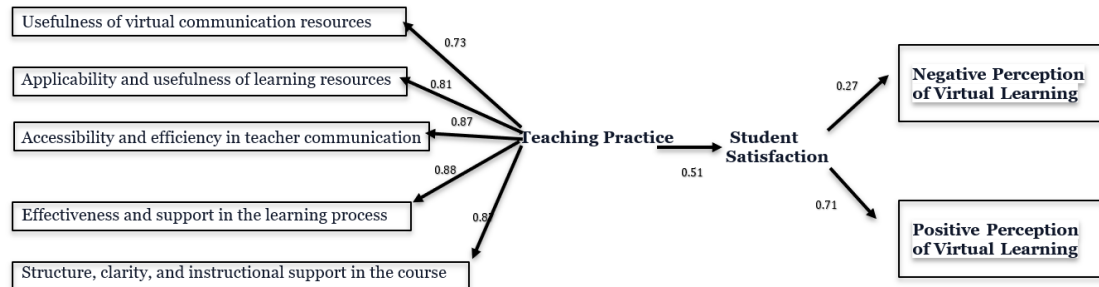 Usefulness of virtual communication resources
0.73
Applicability and usefulness of learning resources
0.81
Accessibility and efficiency in teacher communication
0.87
Effectiveness and support in the learning process
0.88
Structure, clarity, and instructional support in the course
Teaching Practice
0.51
Student
Satisfaction
0.27
Negative Perception
of Virtual Learning
0.71
Positive Perception
of Virtual Learning